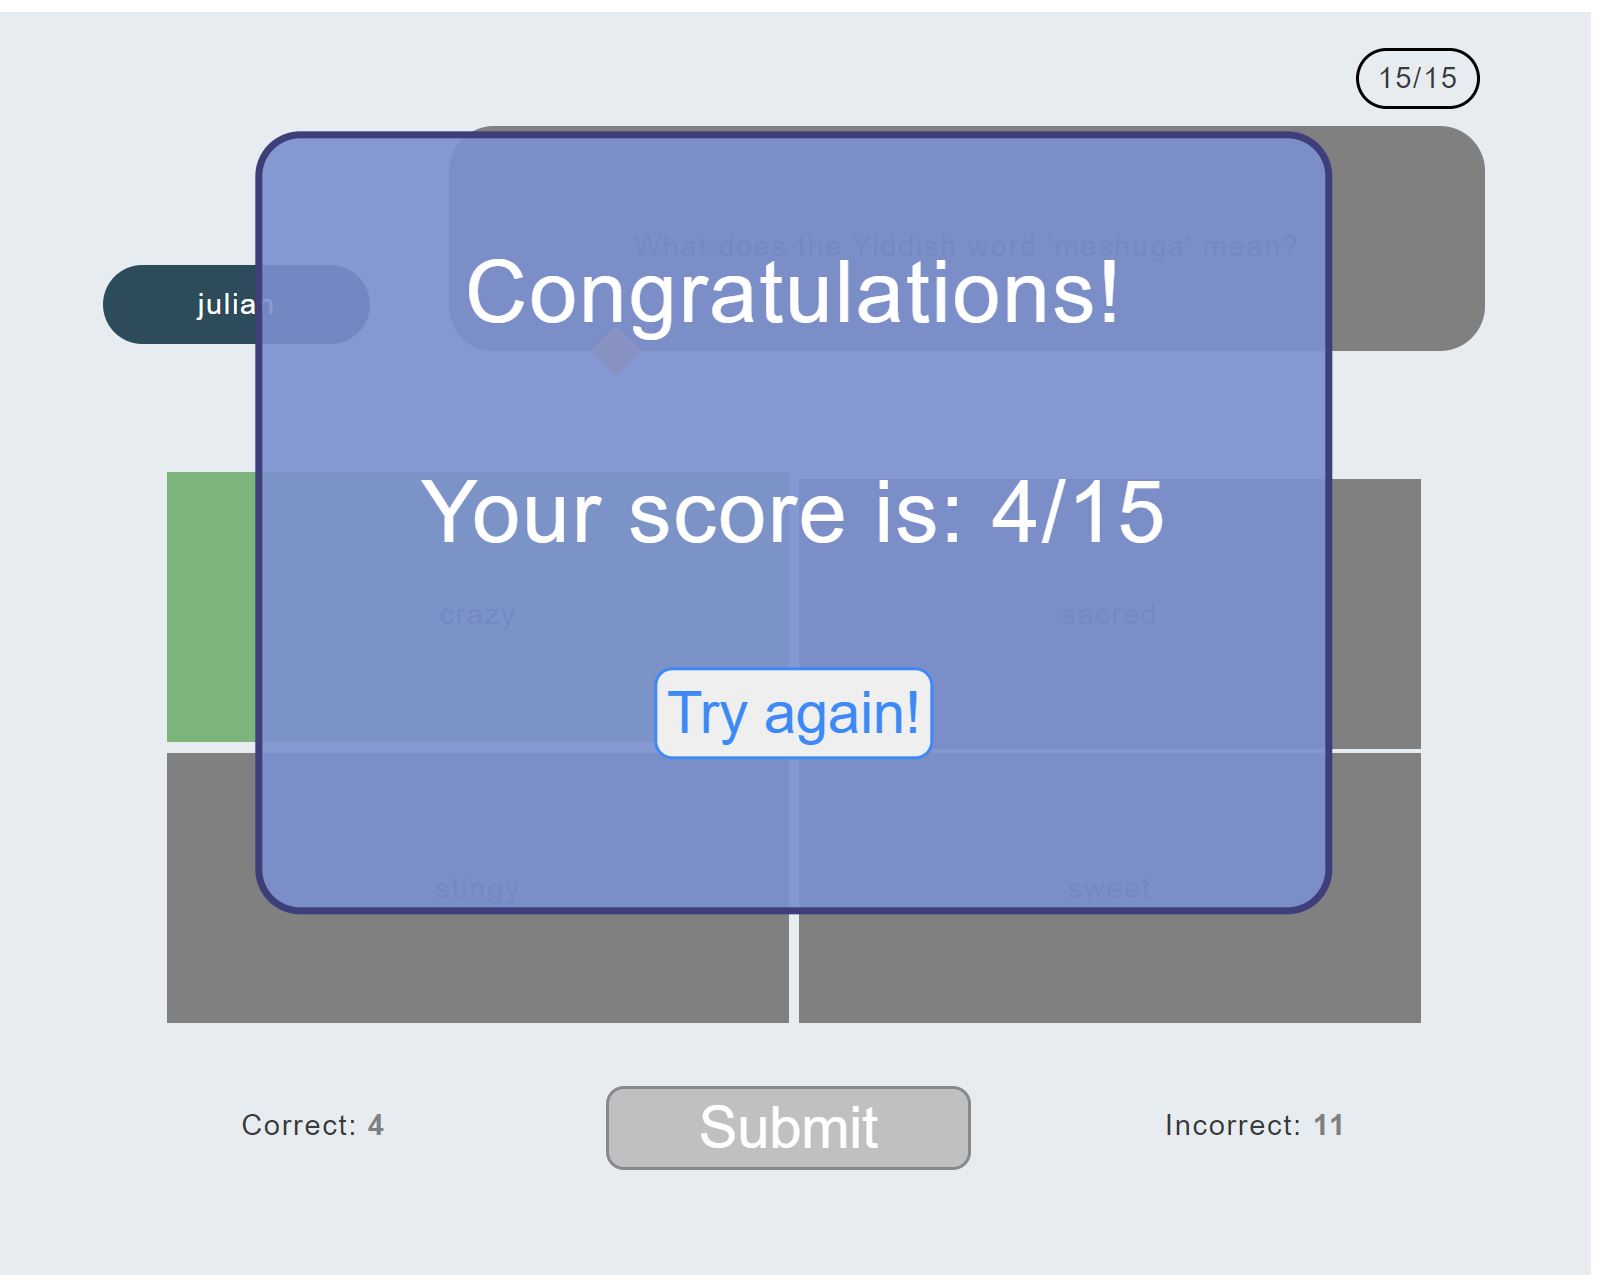 15/15
What does the Yiddish word 'meshuga' mean?
Congratulations!
julian
Your score is: 4/15
crazy
sacred
Try again!
stingy
sweet
Correct: 4
Submit
Incorrect: 11